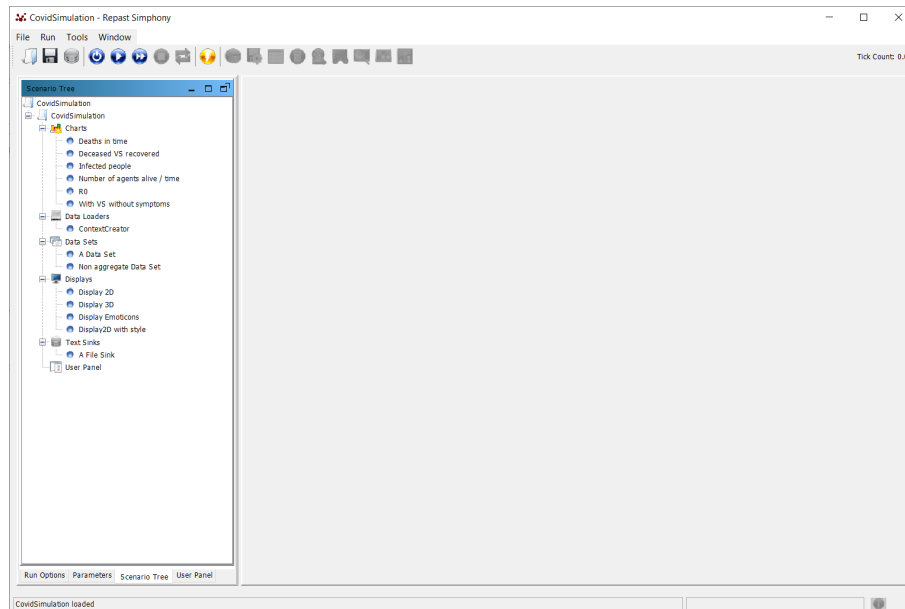 CovidSimulation - Repast Simphony
File Run Tools Window
Tick Count: 0.
Scenario Tree
CovidSimulation
CovidSimulation
Charts
Deaths in time
Deceased VS recovered
Infected people
Number of agents alive / time
R0
With VS without symptoms
Data Loaders
ContextCreator
Data Sets
A Data Set
Non aggregate Data Set
Displays
Display 2D
Display 3D
Display Emoticons
Display2D with style
Text Sinks
A File Sink
User Panel
Run Options Parameters Scenario Tree User Panel
CovidSimulation loaded